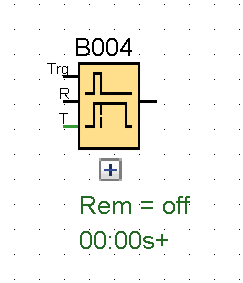 B004
Trg
R
T
Rem = off
00:00s+